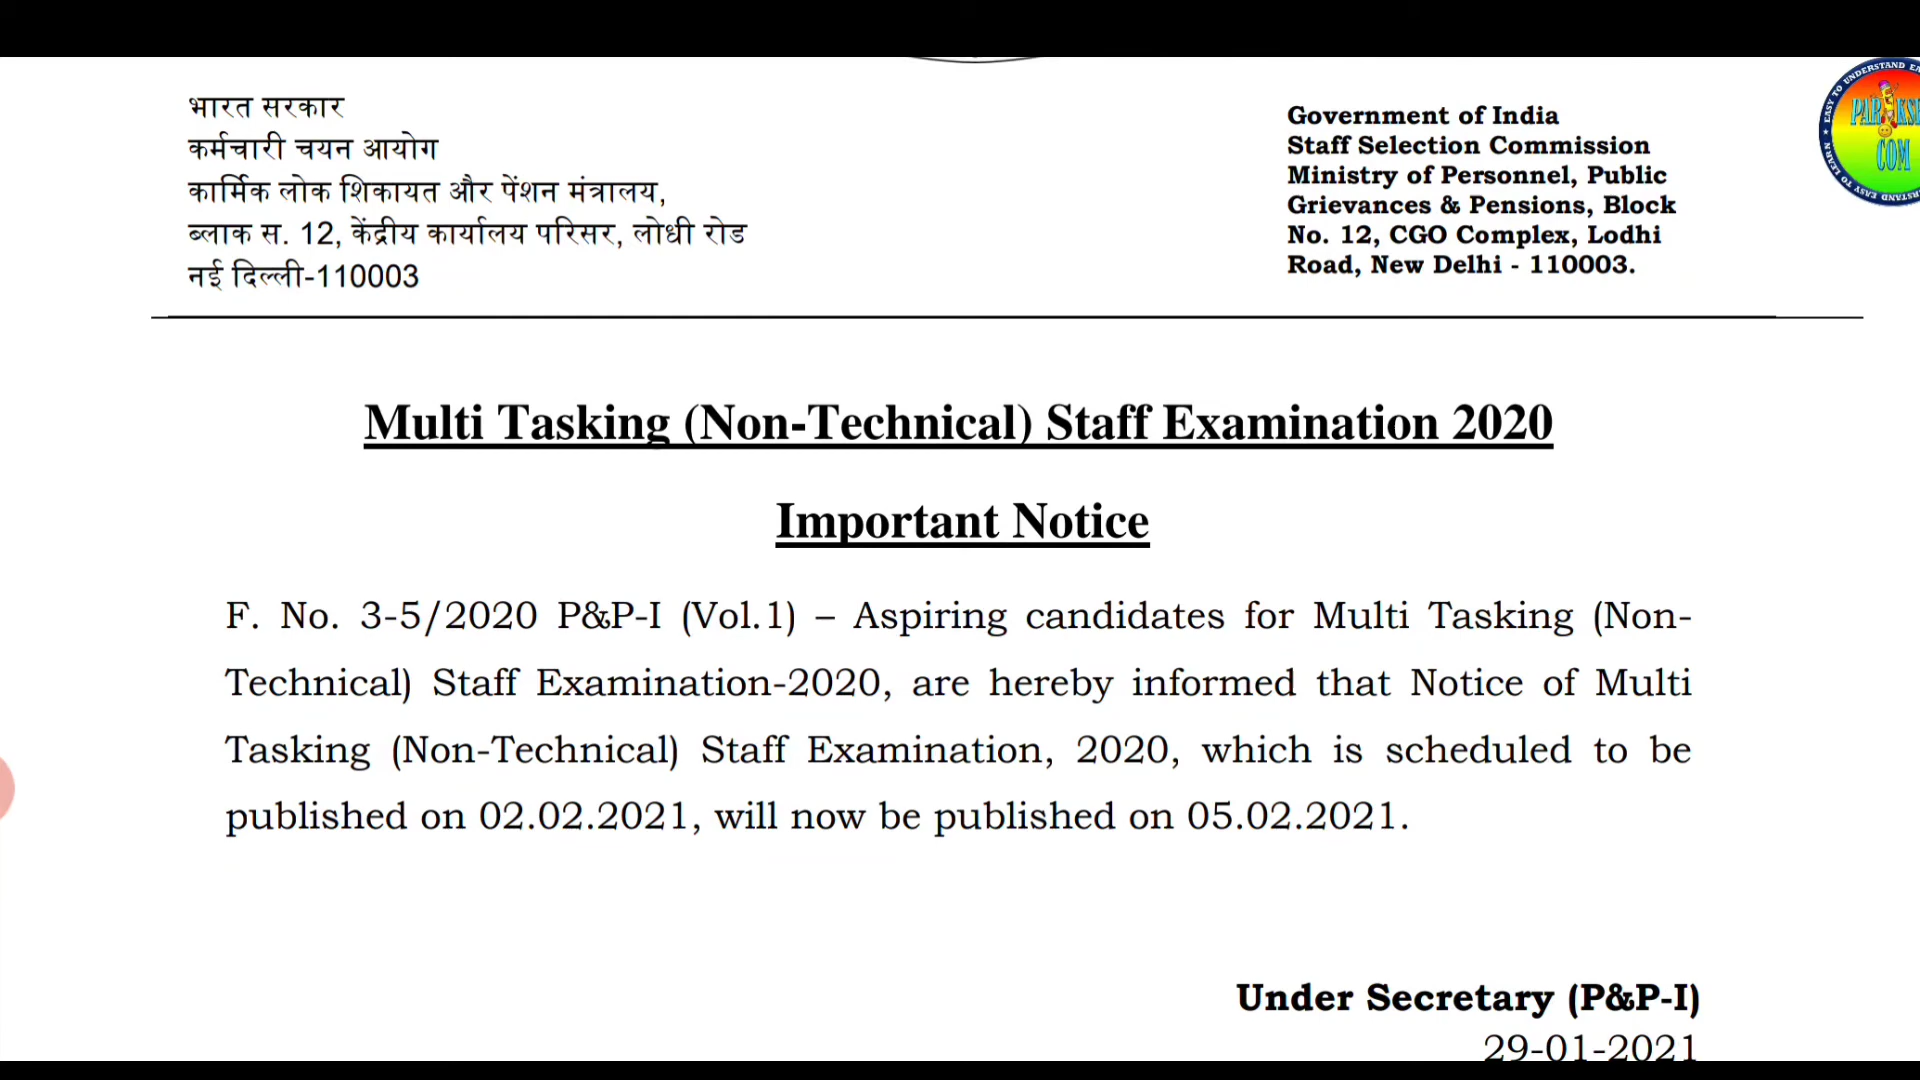 भारत सरकार
कर्मचारी चयन आयोग
कार्मिक लोक शिकायत और पेंशन मंत्रालय,
ब्लाक स. 12, केंद्रीय कार्यालय परिसर, लोधी रोड
नई दिल्ली-110003
Government of India
Staff Selection Commission
Ministry of Personnel, Public
Grievances & Pensions, Block
No. 12, CGO Complex, Lodhi
Road, New Delhi - 110003.
COM
Multi Tasking (Non-Technical) Staff Examination 2020
Important Notice
F. No. 3-5/2020 P&P-I (Vol.1) – Aspiring candidates for Multi Tasking (Non-
Technical) Staff Examination-2020, are hereby informed that Notice of Multi
Tasking (Non-Technical) Staff Examination, 2020, which is scheduled to be
published on 02.02.2021, will now be published on 05.02.2021.
Under Secretary (P&P-I)
29-01-2021